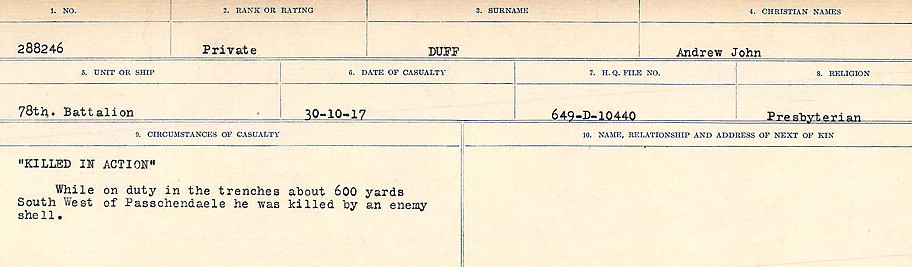 1. NO. 2. RANK OR RATING 3. SURNAME 4. CHRISTIAN NAMES
288246 Private DUFF Andrew John
5. UNIT OR SHIP 6. DATE OF CASUALTY 7. H. Q. FILE NO. 8. RELIGION
78th. Battalion 30-10-17 649-D-10440 Presbyterian
9. CIRCUMSTANCES OF CASUALTY 10. NAME, RELATIONSHIP AND ADDRESS OF NEXT OF KIN
"KILLED IN ACTION"
While on duty in the trenches about 600 yards
South West of Passchendaele he was killed by an enemy
shell.